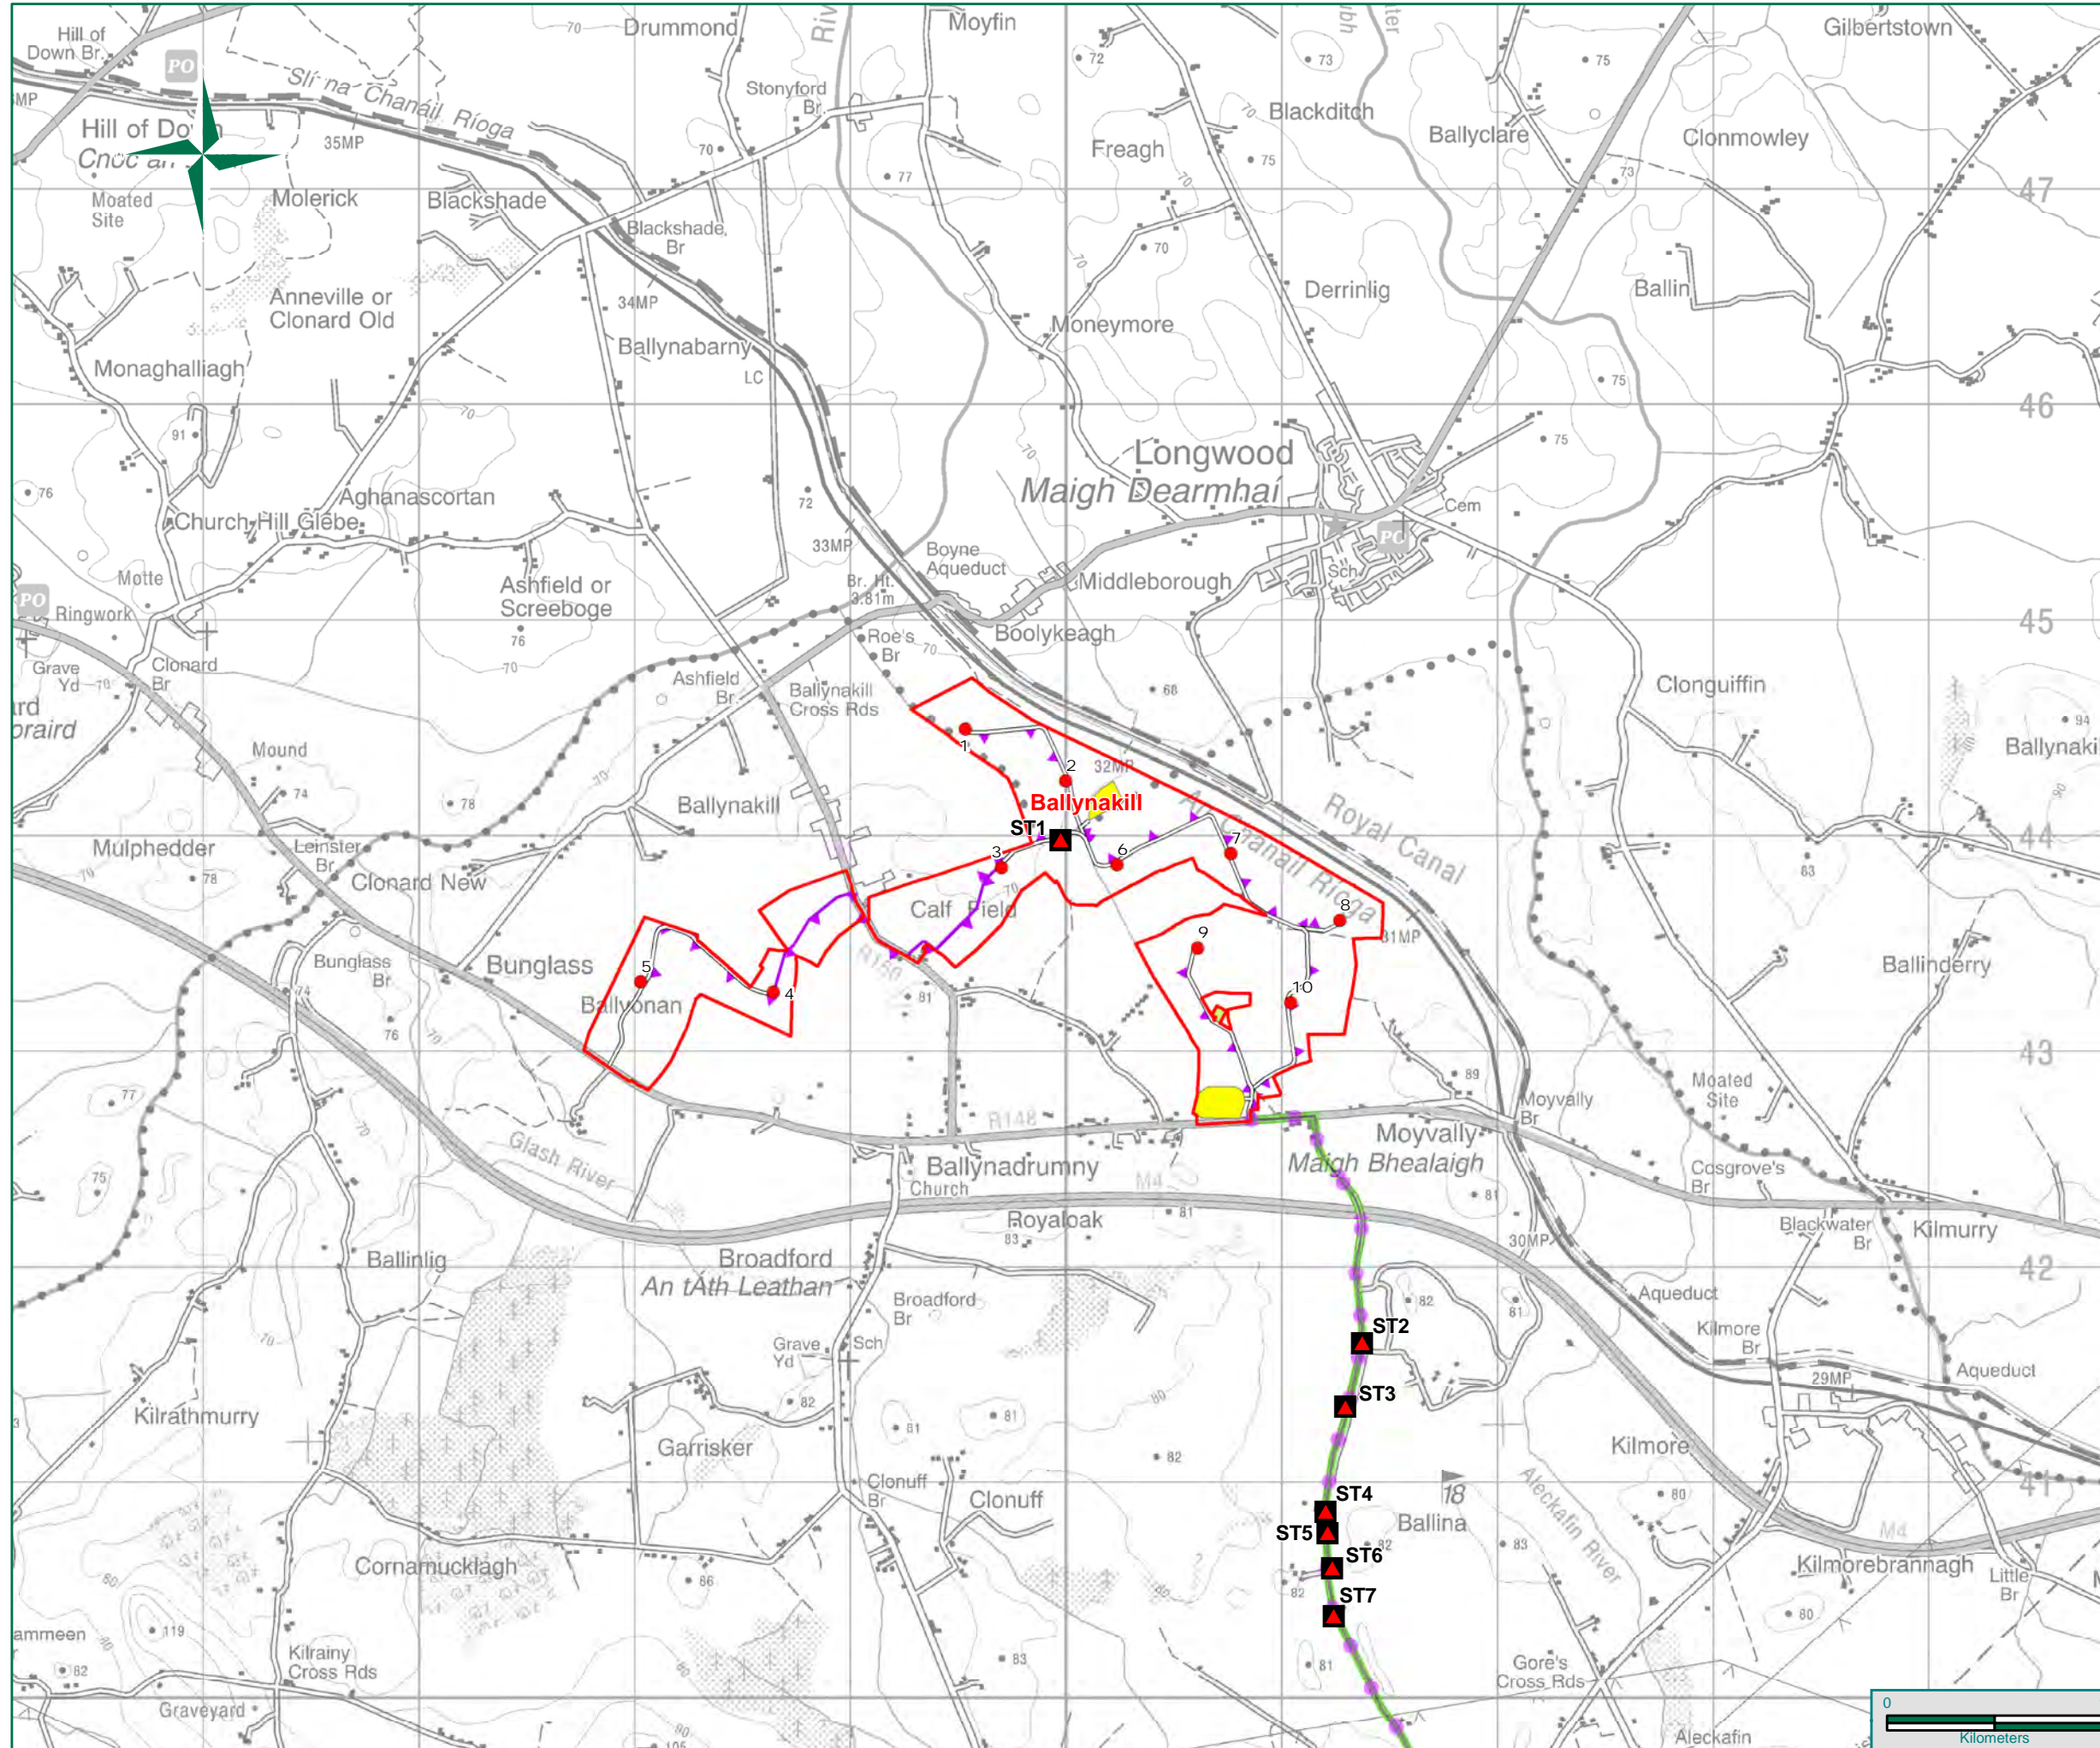 Hill of
Down Br.
PO
Drummond
Moyfin
72
73
75
Gilbertstown
MP
Slí na Chanáil Ríoga
Stonyford
Br
Blackditch
Ballyclare
Clonmowley
Freagh
35MP
Moated
Site
Molerick
Blackshade
Blackshade
Br
77
70
75
73
47
Anneville or
Clonard Old
34MP
Derrinlig
Ballin
Moneymore
Ballynabarny
LC
Monaghalliagh
75
46
91
Longwood
Maigh Dearmhaí
75
Cem
76
Aghanascortan
72
Church Hill Glebe
33MP
Boyne
Aqueduct
Br. Ht.
3.81m
Middleborough
Sch
Motte
PO
Ringwork
Ashfield or
Screeboge
76
45
Roe's
Br
Boolykeagh
Grave
Yd
Clonard
Br
Ashfield
Br
Ballynakill
Cross Rds
68
Clonguiffin
94
Mound
74
78
Ballynakill
1
2
32MP
Ballynakill
ST1
Royal Canal
44
Mulphedder
78
Leinster
Br
Clonard New
3
6
7
83
Calf Field
8
31MP
Bunglass
Br
Bunglass
9
Ballinderry
5
Ballyonan
4
R150
81
10
74
76
43
77
89
Moated
Site
Moyvally
Br
R148
Moyvally
Maigh Bhealaigh
Glash River
Ballynadrumny
Church
M4
Cosgrove's
Br
75
81
Royaloak
83
81
30MP
Blackwater
Br
Kilmurry
Ballinlig
Broadford
An tÁth Leathan
42
Broadford
Br
82
81
Aqueduct
Grave
Yd
Sch
ST2
Kilmore
Br
Aqueduct
29MP
82
ST3
Kilrathmurry
81
81
Garrisker
82
Kilmore
41
Clonuff
Br
Clonuff
ST4
18
Aleckafin River
80
ST5
Ballina
82
83
M4
Cornamucklagh
86
ST6
82
Kilmorebrannagh
Little
Br
ST7
80
119
82
Kilrainy
Cross Rds
83
81
Gore's
Cross Rds
Graveyard
105
Aleckafin
0
Kilometers